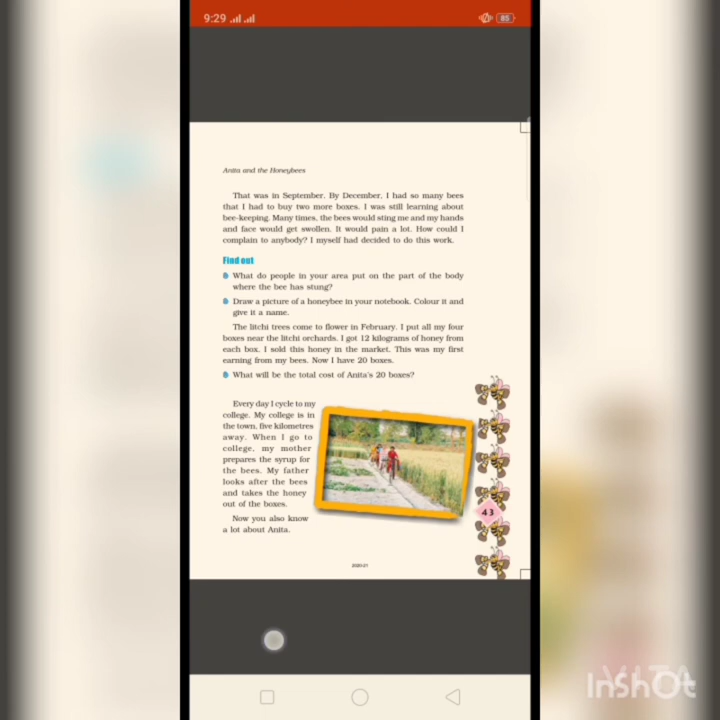 9:29
85
Anita and the Honeybees
That was in September. By December, I had so many bees
that I had to buy two more boxes. I was still learning about
bee-keeping. Many times, the bees would sting me and my hands
and face would get swollen. It would pain a lot. How could I
complain to anybody? I myself had decided to do this work.
Find out
What do people in your area put on the part of the body
where the bee has stung?
Draw a picture of a honeybee in your notebook. Colour it and
give it a name.
The litchi trees come to flower in February. I put all my four
boxes near the litchi orchards. I got 12 kilograms of honey from
each box. I sold this honey in the market. This was my first
earning from my bees. Now I have 20 boxes.
What will be the total cost of Anita's 20 boxes?
Every day I cycle to my
college. My college is in
the town, five kilometres
away. When I go to
college, my mother
prepares the syrup for
the bees. My father
looks after the bees
and takes the honey
out of the boxes.
Now you also know
a lot about Anita.
43
2020-21
InShOt